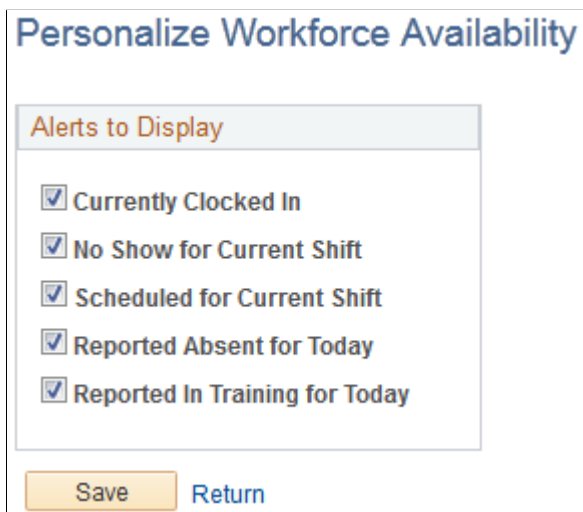 Personalize Workforce Availability
Alerts to Display
Currently Clocked In
No Show for Current Shift
Scheduled for Current Shift
Reported Absent for Today
Reported In Training for Today
Save Return